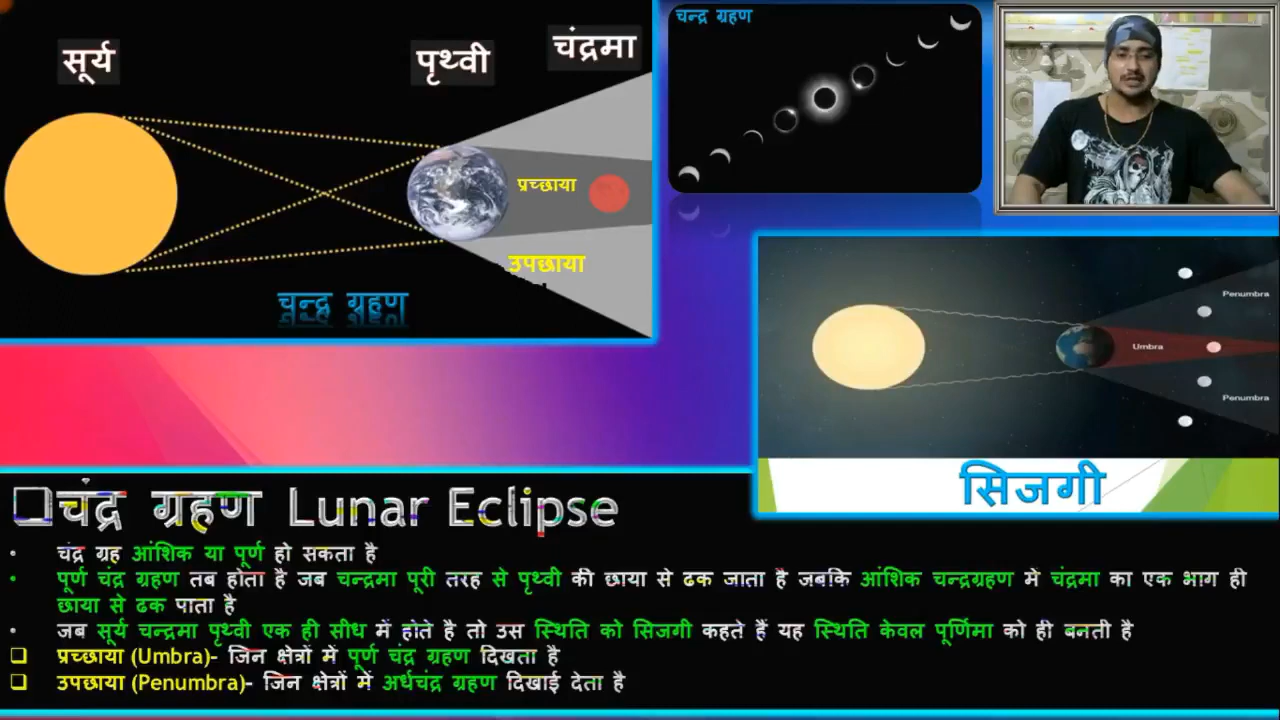 सूर्य
पृथ्वी
चंद्रमा
प्रच्छाया
उपछाया
चन्द्र ग्रहण
चन्द्र ग्रहण
Penumbra
Umbra
Penumbra
सिजगी
❑चंद्र ग्रहण Lunar Eclipse
• चंद्र ग्रह आंशिक या पूर्ण हो सकता है
• पूर्ण चंद्र ग्रहण तब होता है जब चन्द्रमा पूरी तरह से पृथ्वी की छाया से ढक जाता है जबकि आंशिक चन्द्रग्रहण में चंद्रमा का एक भाग ही
छाया से ढक पाता है
• जब सूर्य चन्द्रमा पृथ्वी एक ही सीध में होते है तो उस स्थिति को सिजगी कहते हैं यह स्थिति केवल पूर्णिमा को ही बनती है
❑ प्रच्छाया (Umbra)- जिन क्षेत्रों में पूर्ण चंद्र ग्रहण दिखता है
❑ उपछाया (Penumbra)- जिन क्षेत्रों में अर्धचंद्र ग्रहण दिखाई देता है